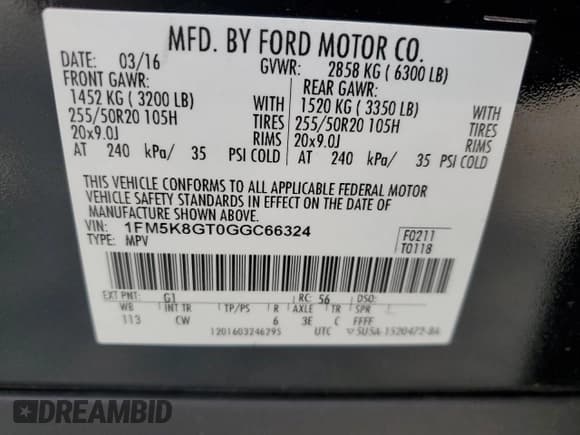 MFD. BY FORD MOTOR CO.
DATE: 03/16 GVWR: 2858 KG ( 6300 LB)
FRONT GAWR: REAR GAWR:
1452 KG ( 3200 LB) WITH 1520 KG ( 3350 LB) WITH
255/50R20 105H TIRES 255/50R20 105H TIRES
20x9.0J RIMS 20x9.0J RIMS
AT 240 kPa/ 35 PSI COLD AT 240 kPa/ 35 PSI COLD
THIS VEHICLE CONFORMS TO ALL APPLICABLE FEDERAL MOTOR
VEHICLE SAFETY STANDARDS IN EFFECT ON THE DATE OF
MANUFACTURE SHOWN ABOVE.
VIN: 1FM5K8GT0GGC66324 F0211
TYPE: MPV T0118
EXT PNT: G1 RC: 56 DSO:
WB INT TR TP/PS R AXLE TR SPR
113 CW 6 3E C FFFF
1201603246295 UTC
DREAMBID